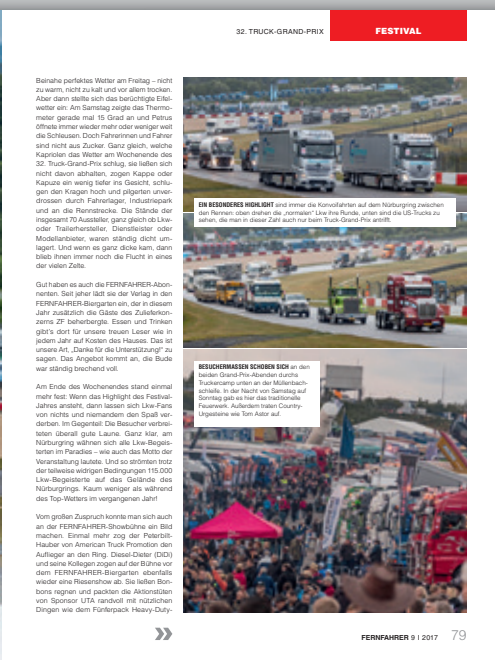 32. TRUCK-GRAND-PRIX
FESTIVAL
Beinahe perfektes Wetter am Freitag – nicht
zu warm, nicht zu kalt und vor allem trocken.
Aber dann stellte sich das berüchtigte Eifel-
wetter ein: Am Samstag zeigte das Thermo-
meter gerade mal 15 Grad an und Petrus
öffnete immer wieder mehr oder weniger weit
die Schleusen. Doch Fahrerinnen und Fahrer
sind nicht aus Zucker. Ganz gleich, welche
Kapriolen das Wetter am Wochenende des
32. Truck-Grand-Prix schlug, sie ließen sich
nicht davon abhalten, zogen Kappe oder
Kapuze ein wenig tiefer ins Gesicht, schlu-
gen den Kragen hoch und pilgerten unver-
drossen durch Fahrerlager, Industriepark
und an die Rennstrecke. Die Stände der
insgesamt 70 Aussteller, ganz gleich ob Lkw-
oder Trailerhersteller, Dienstleister oder
Modellanbieter, waren ständig dicht um-
lagert. Und wenn es ganz dicke kam, dann
blieb ihnen immer noch die Flucht in eines
der vielen Zelte.
Gut haben es auch die FERNFAHRER-Abon-
nenten. Seit jeher lädt sie der Verlag in den
FERNFAHRER-Biergarten ein, der in diesem
Jahr zusätzlich die Gäste des Zulieferkon-
zerns ZF beherbergte. Essen und Trinken
gibt's dort für unsere treuen Leser wie in
jedem Jahr auf Kosten des Hauses. Das ist
unsere Art, „Danke für die Unterstützung!“ zu
sagen. Das Angebot kommt an, die Bude
war ständig brechend voll.
Am Ende des Wochenendes stand einmal
mehr fest: Wenn das Highlight des Festival-
Jahres ansteht, dann lassen sich Lkw-Fans
von nichts und niemandem den Spaß ver-
derben. Im Gegenteil: Die Besucher verbrei-
teten überall gute Laune. Ganz klar, am
Nürburgring wähnen sich alle Lkw-Begeis-
terten im Paradies – wie auch das Motto der
Veranstaltung lautete. Und so strömten trotz
der teilweise widrigen Bedingungen 115.000
Lkw-Begeisterte auf das Gelände des
Nürburgrings. Kaum weniger als während
des Top-Wetters im vergangenen Jahr!
Vom großen Zuspruch konnte man sich auch
an der FERNFAHRER-Showbühne ein Bild
machen. Einmal mehr zog der Peterbilt-
Hauber von American Truck Promotion den
Auflieger an den Ring. Diesel-Dieter (DiDi)
und seine Kollegen zogen auf der Bühne vor
dem FERNFAHRER-Biergarten ebenfalls
wieder eine Riesenshow ab. Sie ließen Bon-
bons regnen und packten die Aktionstüten
von Sponsor UTA randvoll mit nützlichen
Dingen wie dem Fünferpack Heavy-Duty-
EIN BESONDERES HIGHLIGHT sind immer die Konvoifahrten auf dem Nürburgring zwischen
den Rennen: oben drehen die „normalen“ Lkw ihre Runde, unten sind die US-Trucks zu
sehen, die man in dieser Zahl auch nur beim Truck-Grand-Prix antrifft.
BESUCHERMASSEN SCHOBEN SICH an den
beiden Grand-Prix-Abenden durchs
Truckercamp unten an der Müllenbach-
schleife. In der Nacht von Samstag auf
Sonntag gab es hier das traditionelle
Feuerwerk. Außerdem traten Country-
Urgesteine wie Tom Astor auf.
FERNFAHRER 9 | 2017 79